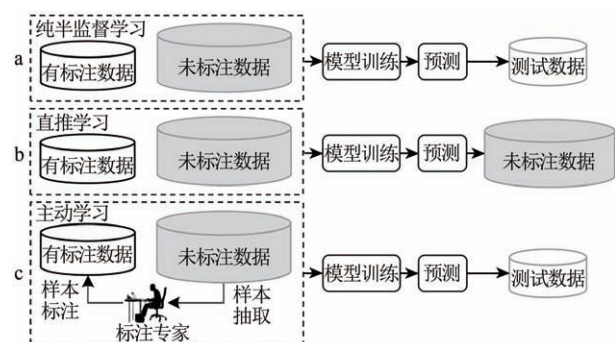 纯半监督学习
a
有标注数据
未标注数据
模型训练
预测
测试数据
直推学习
b
有标注数据
未标注数据
模型训练
预测
未标注数据
主动学习
c
有标注数据
未标注数据
模型训练
预测
测试数据
样本
标注
标注专家
样本
抽取